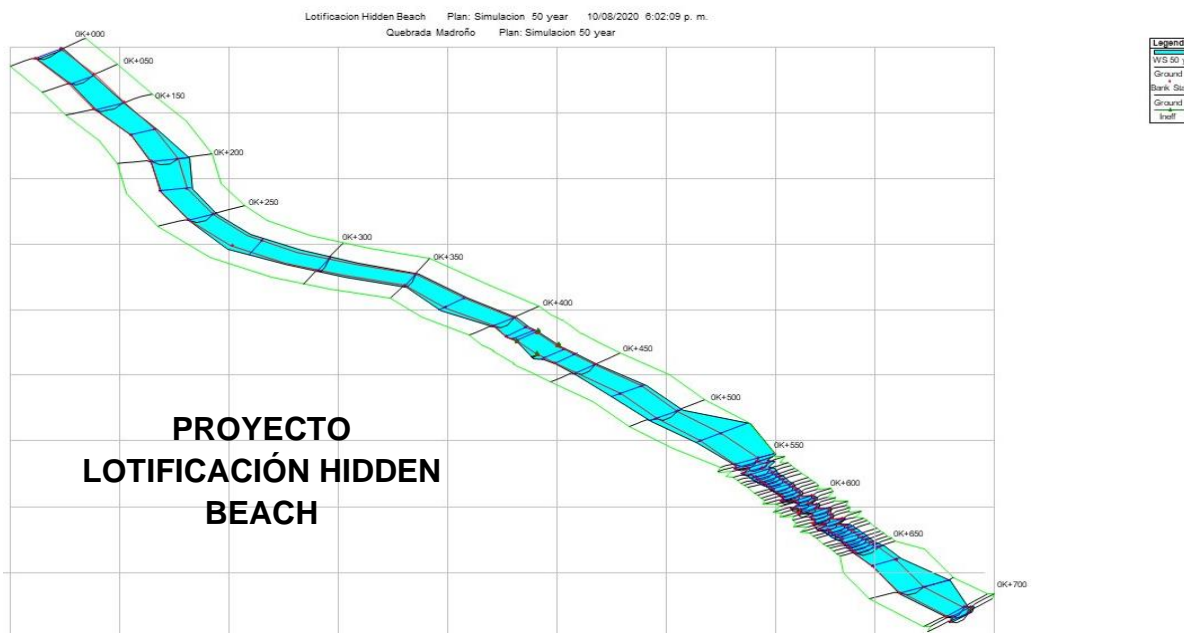 Lotificacion Hidden Beach Plan: Simulacion 50 year 10/08/2020 6:02:09 p. m.
Quebrada Madroño Plan: Simulacion 50 year
Legend
WS 50 y
Ground
Bank Sta
Ground
Ineff
0K+000
0K+050
0K+150
0K+200
0K+250
0K+300
0K+350
0K+400
0K+450
0K+500
0K+550
0K+600
0K+650
0K+700
PROYECTO
LOTIFICACIÓN HIDDEN
BEACH